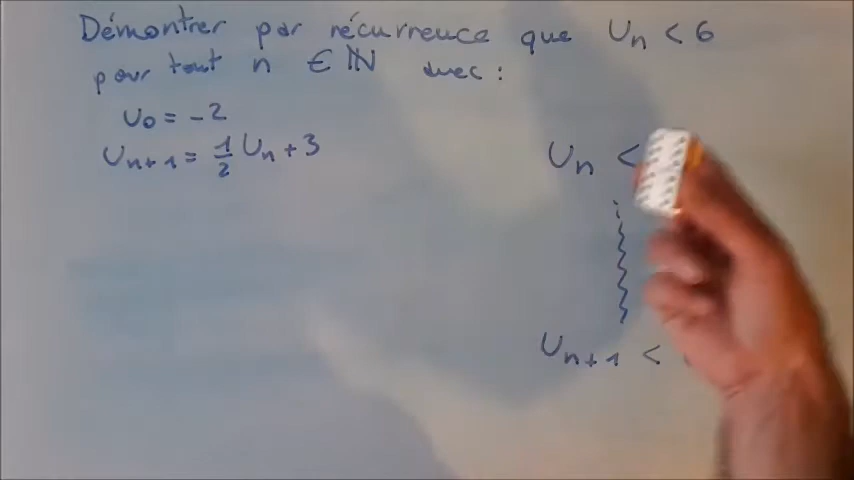 Démontrer par récurrence que Un < 6
pour tout n ∈ ℕ avec :
U0 = -2
Un+1 = 1/2 Un + 3
Un <
Un+1 <